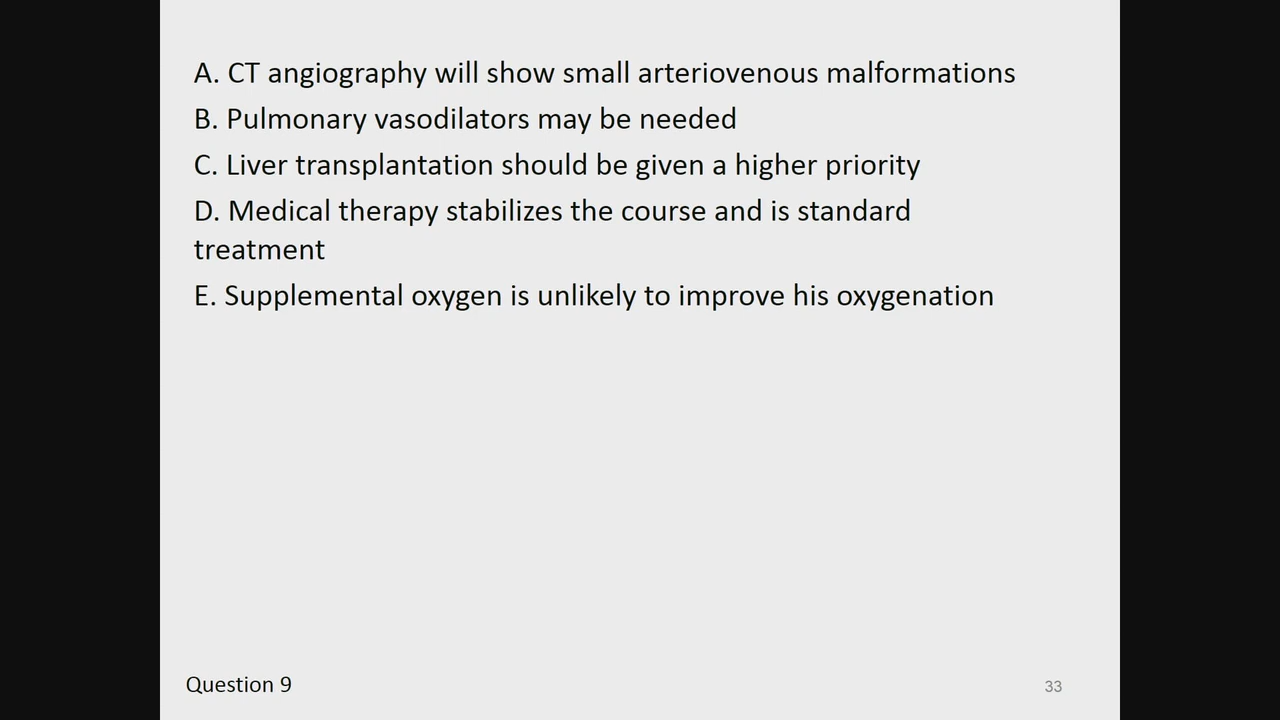 A. CT angiography will show small arteriovenous malformations
B. Pulmonary vasodilators may be needed
C. Liver transplantation should be given a higher priority
D. Medical therapy stabilizes the course and is standard
treatment
E. Supplemental oxygen is unlikely to improve his oxygenation
Question 9
33